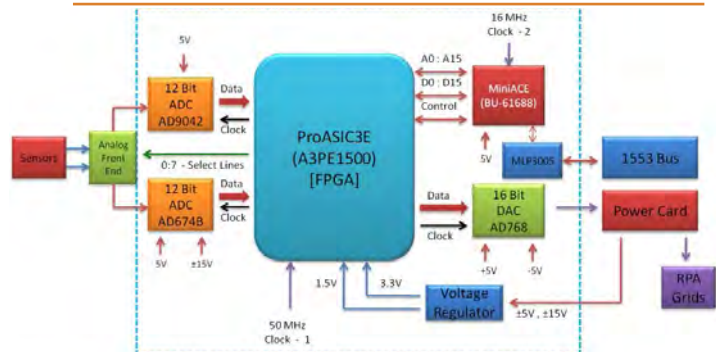 16 MHz
Clock - 2
5V
A0 : A15
D0 : D15
Control
12 Bit
ADC
AD9042
Data
Clock
ProASIC3E
(A3PE1500)
[FPGA]
MiniACE
(BU-61688)
5V
MLP3005
1553 Bus
Sensors
Analog
Front
End
0:7 - Select Lines
12 Bit
ADC
AD674B
Data
Clock
Data
Clock
16 Bit
DAC
AD768
Power Card
5V
±15V
+5V
-5V
RPA
Grids
1.5V
3.3V
Voltage
Regulator
±5V , ±15V
50 MHz
Clock - 1